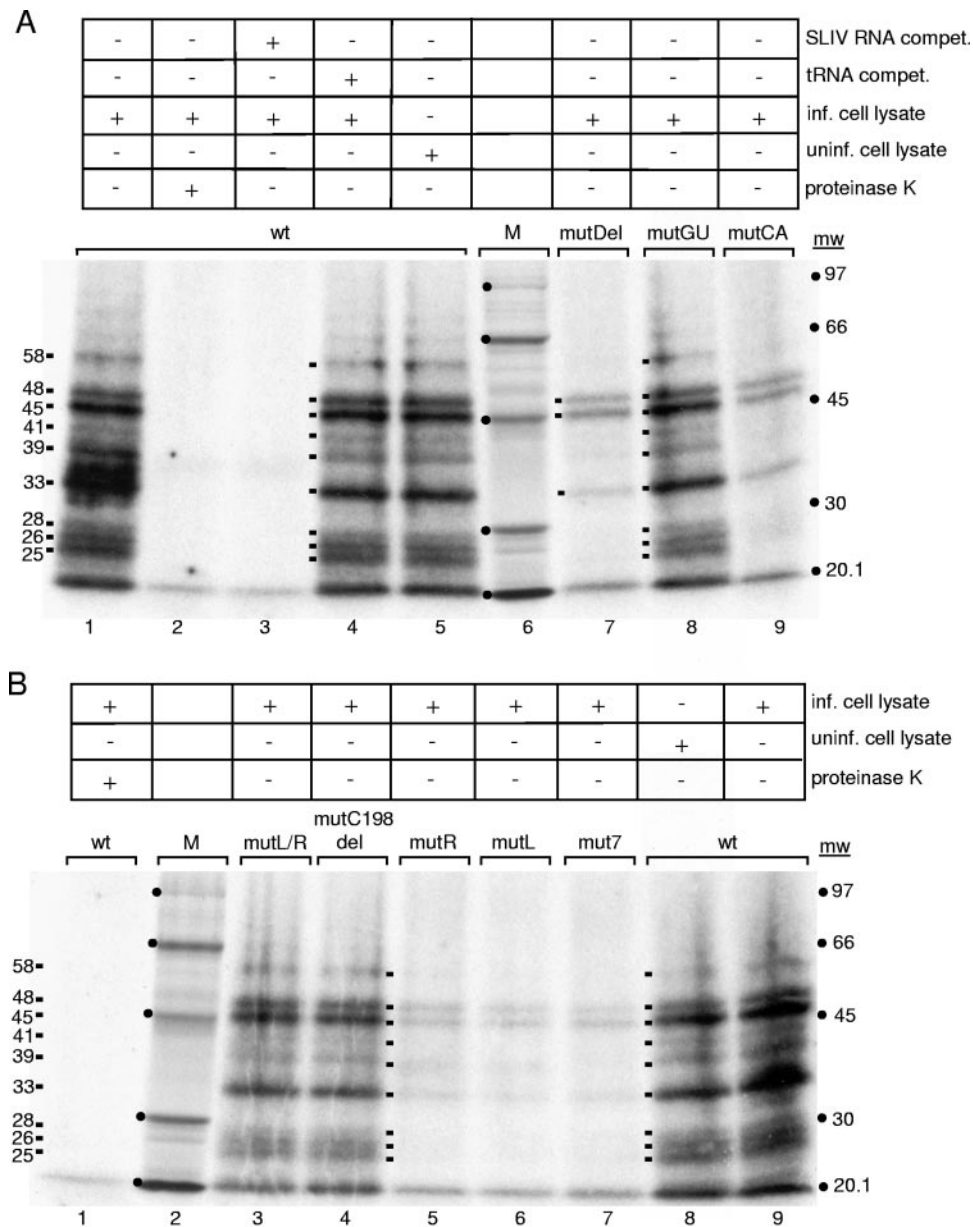 A
- - + - - - - - SLIV RNA compet.
- - - + - - - - tRNA compet.
+ + + + - + + + inf. cell lysate
- - - - + - - - uninf. cell lysate
- + - - - - - - proteinase K
wt M mutDel mutGU mutCA mw
97
66
58
48
45
45
41
39
33
30
28
26
25
20.1
1 2 3 4 5 6 7 8 9
B
+ + + + + + - + inf. cell lysate
- - - - - - + - uninf. cell lysate
+ - - - - - - - proteinase K
mutC198
wt M mutL/R del mutR mutL mut7 wt mw
97
66
58
48
45
45
41
39
33
30
28
26
25
20.1
1 2 3 4 5 6 7 8 9